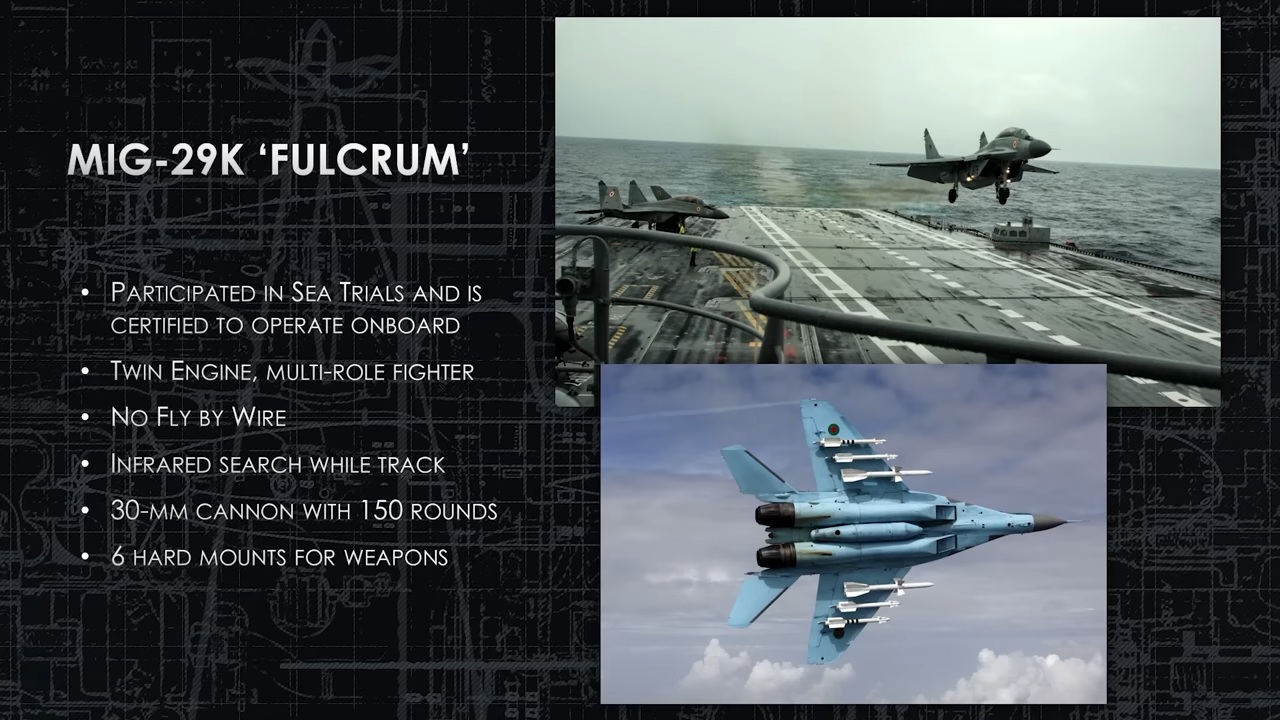 MIG-29K ‘FULCRUM’
• Participated in Sea Trials and is
certified to operate onboard
• Twin Engine, multi-role fighter
• No Fly by Wire
• Infrared search while track
• 30-mm cannon with 150 rounds
• 6 hard mounts for weapons